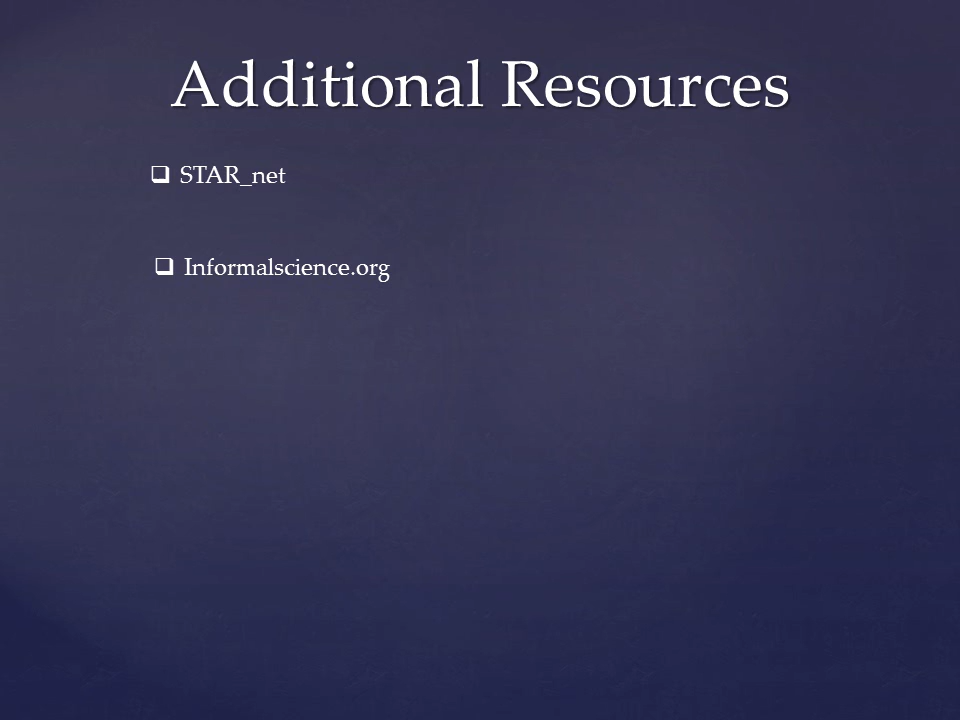 Additional Resources
❑ STAR_net
❑ Informalscience.org